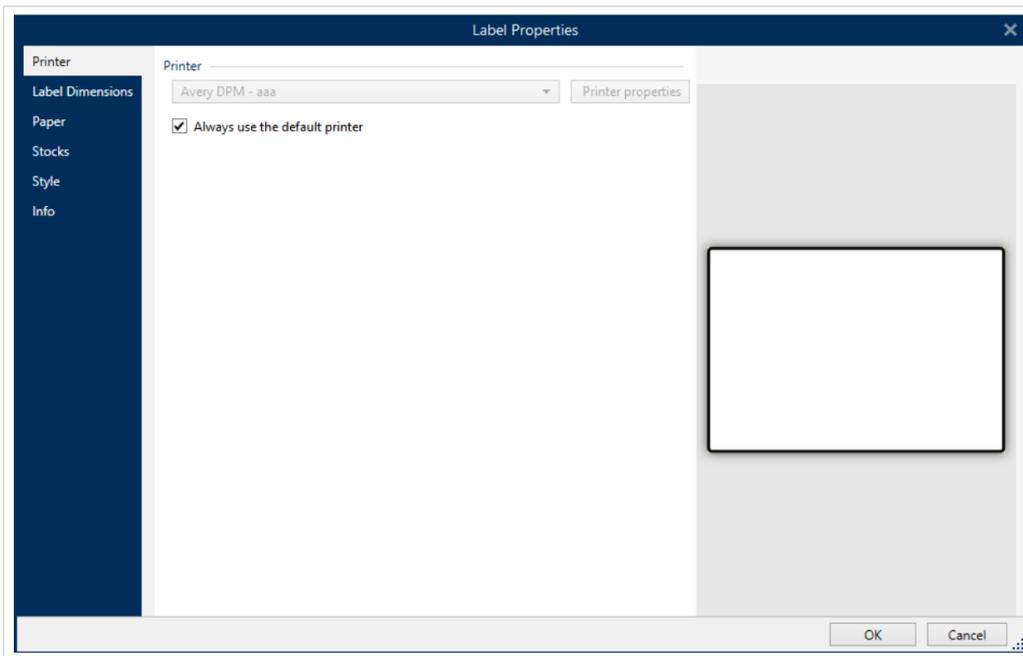 Label Properties
Printer
Label Dimensions
Paper
Stocks
Style
Info
Printer
Avery DPM - aaa
Printer properties
Always use the default printer
OK
Cancel